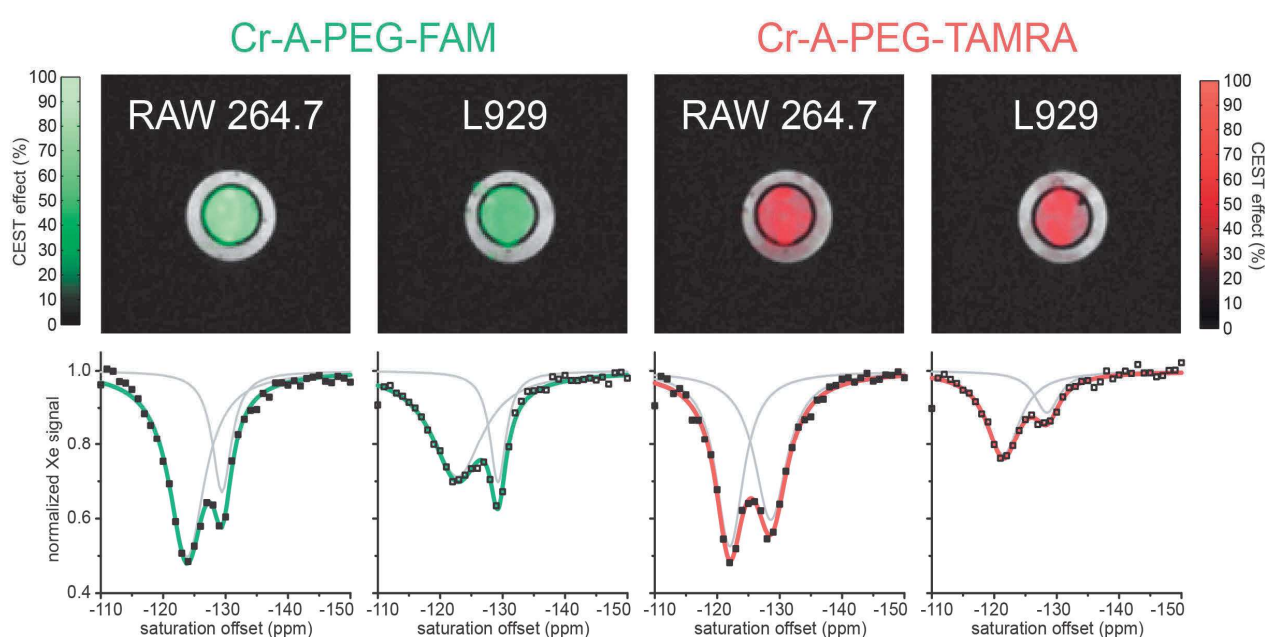 Cr-A-PEG-FAM
Cr-A-PEG-TAMRA
CEST effect (%)
100
90
80
70
60
50
40
30
20
10
0
RAW 264.7
L929
RAW 264.7
L929
100
90
80
70
60
50
40
30
20
10
0
CEST effect (%)
normalized Xe signal
1.0
0.8
0.6
0.4
-110 -120 -130 -140 -150
saturation offset (ppm)
-110 -120 -130 -140 -150
saturation offset (ppm)
-110 -120 -130 -140 -150
saturation offset (ppm)
-110 -120 -130 -140 -150
saturation offset (ppm)